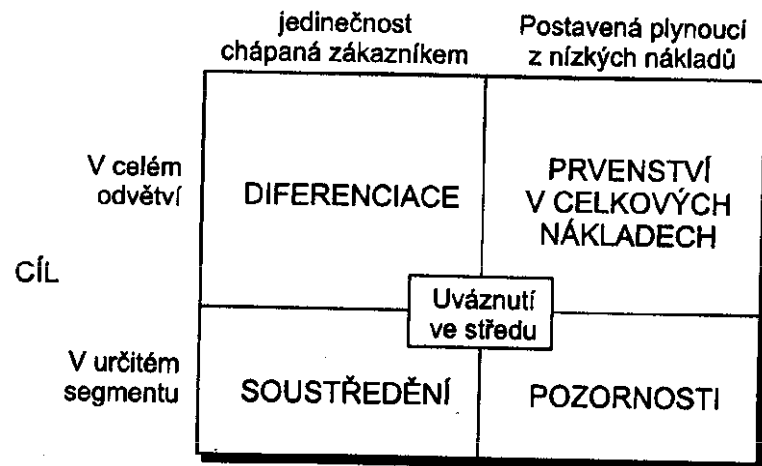 jedinečnost
chápaná zákazníkem
Postavená plynoucí
z nízkých nákladů
V celém
odvětví
DIFERENCIACE
PRVENSTVÍ
V CELKOVÝCH
NÁKLADECH
CÍL
Uváznutí
ve středu
V určitém
segmentu
SOUSTŘEDĚNÍ
POZORNOSTI